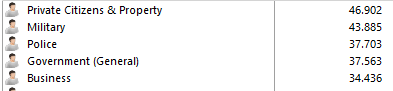 Private Citizens & Property 46.902
Military 43.885
Police 37.703
Government (General) 37.563
Business 34.436